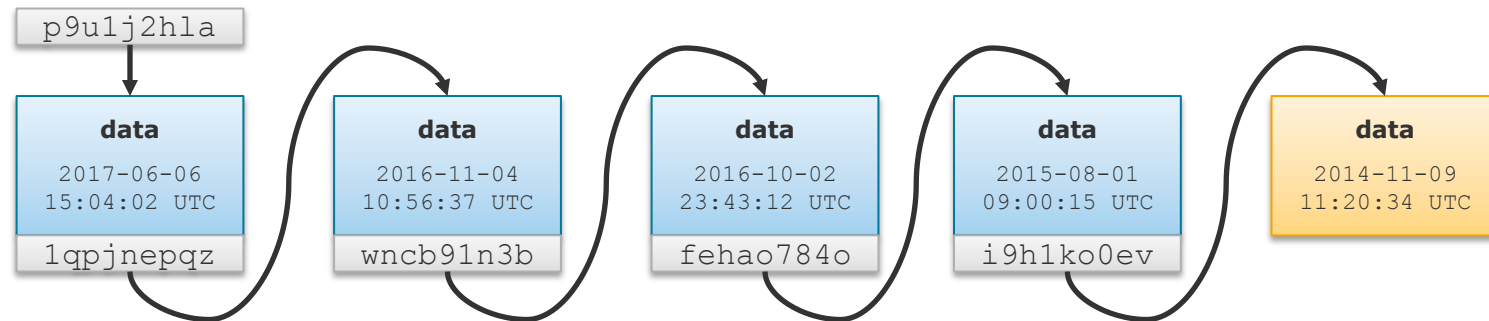 p9u1j2hla
data
2017-06-06
15:04:02 UTC
1qpjnepqz
data
2016-11-04
10:56:37 UTC
wncb91n3b
data
2016-10-02
23:43:12 UTC
fehao784o
data
2015-08-01
09:00:15 UTC
i9h1ko0ev
data
2014-11-09
11:20:34 UTC